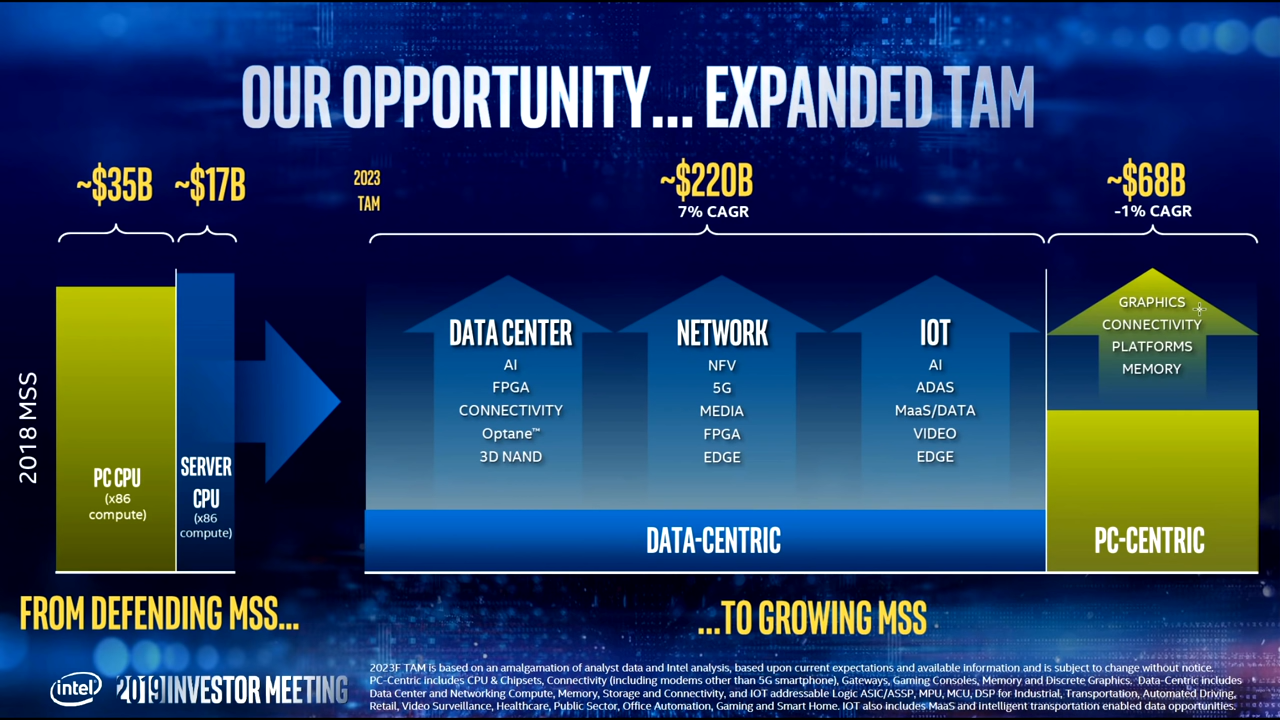 OUR OPPORTUNITY... EXPANDED TAM
~$35B
~$17B
2023
TAM
~$220B
7% CAGR
~$68B
-1% CAGR
2018 MSS
PC CPU
(x86
compute)
SERVER
CPU
(x86
compute)
DATA CENTER
AI
FPGA
CONNECTIVITY
Optane™
3D NAND
NETWORK
NFV
5G
MEDIA
FPGA
EDGE
IOT
AI
ADAS
MaaS/DATA
VIDEO
EDGE
GRAPHICS
CONNECTIVITY
PLATFORMS
MEMORY
DATA-CENTRIC
PC-CENTRIC
FROM DEFENDING MSS...
...TO GROWING MSS
intel
2019 INVESTOR MEETING
2023F TAM is based on an amalgamation of analyst data and Intel analysis, based upon current expectations and available information and is subject to change without notice.
PC-Centric includes CPU & Chipsets, Connectivity (including modems other than 5G smartphone), Gateways, Gaming Consoles, Memory and Discrete Graphics. Data-Centric includes
Data Center and Networking Compute, Memory, Storage and Connectivity, and IOT addressable Logic ASIC/ASSP, MPU, MCU, DSP for Industrial, Transportation, Automated Driving,
Retail, Video Surveillance, Healthcare, Public Sector, Office Automation, Gaming and Smart Home. IOT also includes MaaS and Intelligent transportation enabled data opportunities.